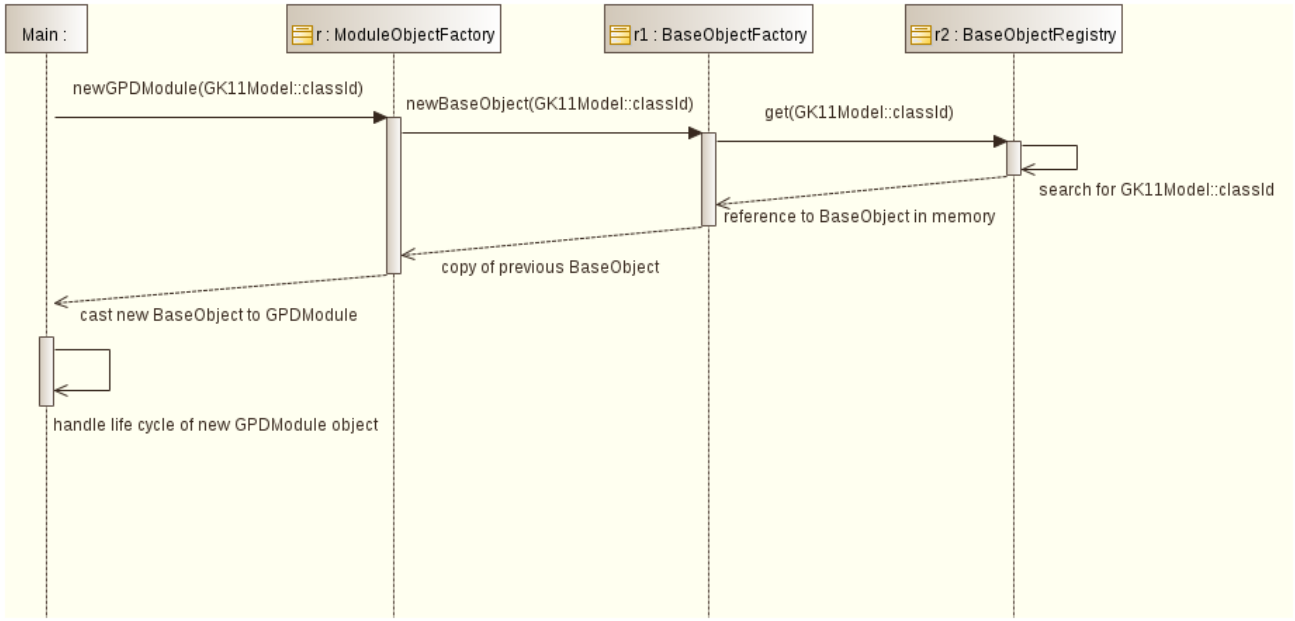 Main :
r : ModuleObjectFactory
r1 : BaseObjectFactory
r2 : BaseObjectRegistry
newGPDModule(GK11Model::classId)
newBaseObject(GK11Model::classId)
get(GK11Model::classId)
search for GK11Model::classId
reference to BaseObject in memory
copy of previous BaseObject
cast new BaseObject to GPDModule
handle life cycle of new GPDModule object